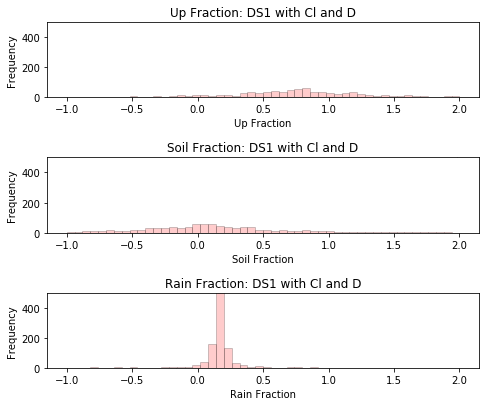 Up Fraction: DS1 with Cl and D
400
200
0
Frequency
-1.0 -0.5 0.0 0.5 1.0 1.5 2.0
Up Fraction
Soil Fraction: DS1 with Cl and D
400
200
0
Frequency
-1.0 -0.5 0.0 0.5 1.0 1.5 2.0
Soil Fraction
Rain Fraction: DS1 with Cl and D
400
200
0
Frequency
-1.0 -0.5 0.0 0.5 1.0 1.5 2.0
Rain Fraction